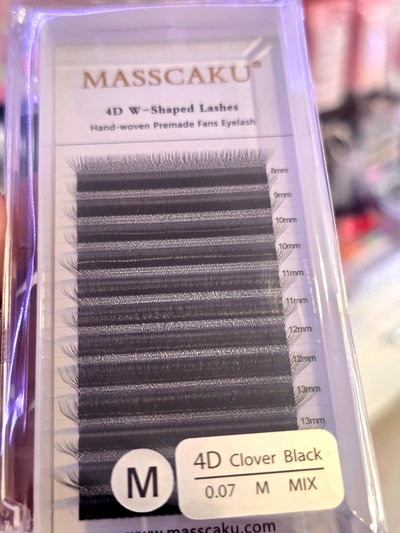 MASSCAKU®
4D W-Shaped Lashes
Hand-woven Premade Fans Eyelash
8mm
9mm
10mm
10mm
11mm
11mm
12mm
12mm
13mm
13mm
M
4D Clover Black
0.07 M MIX
www.masscaku.com